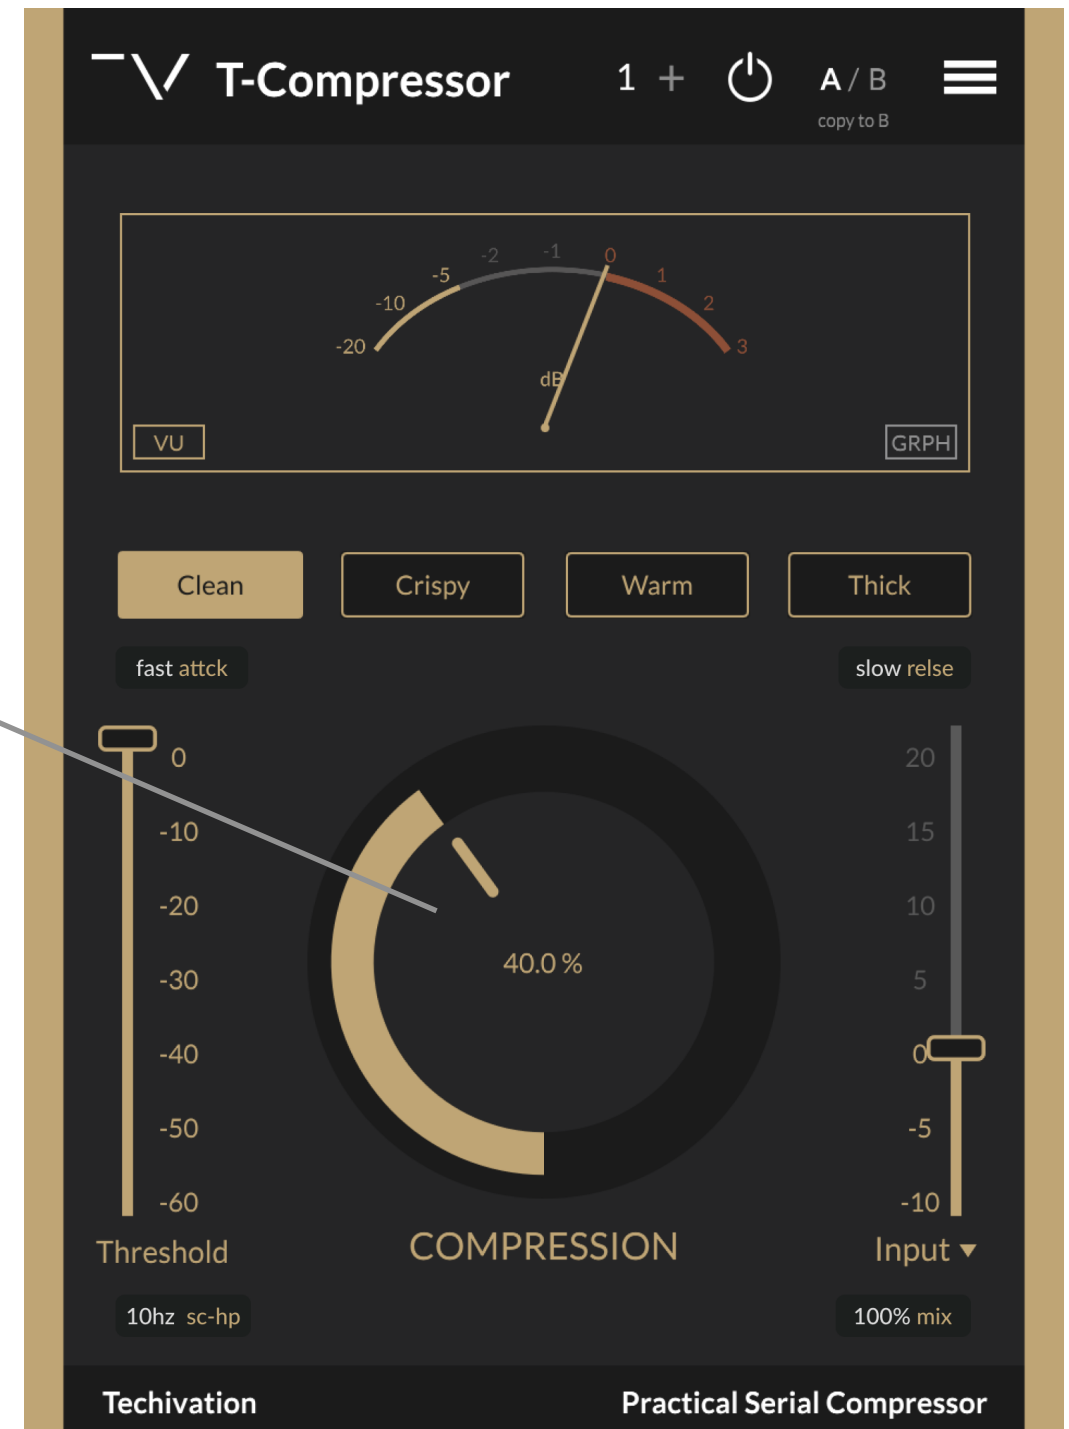 T-Compressor 1 + A / B
copy to B
-20 -10 -5 -2 -1 0 1 2 3
dB
VU GRPH
Clean Crispy Warm Thick
fast attck slow relse
0 20
-10 15
-20 10
-30 5
40.0 %
-40 0
-50 -5
-60 -10
Threshold COMPRESSION Input
10hz sc-hp 100% mix
Techivation Practical Serial Compressor